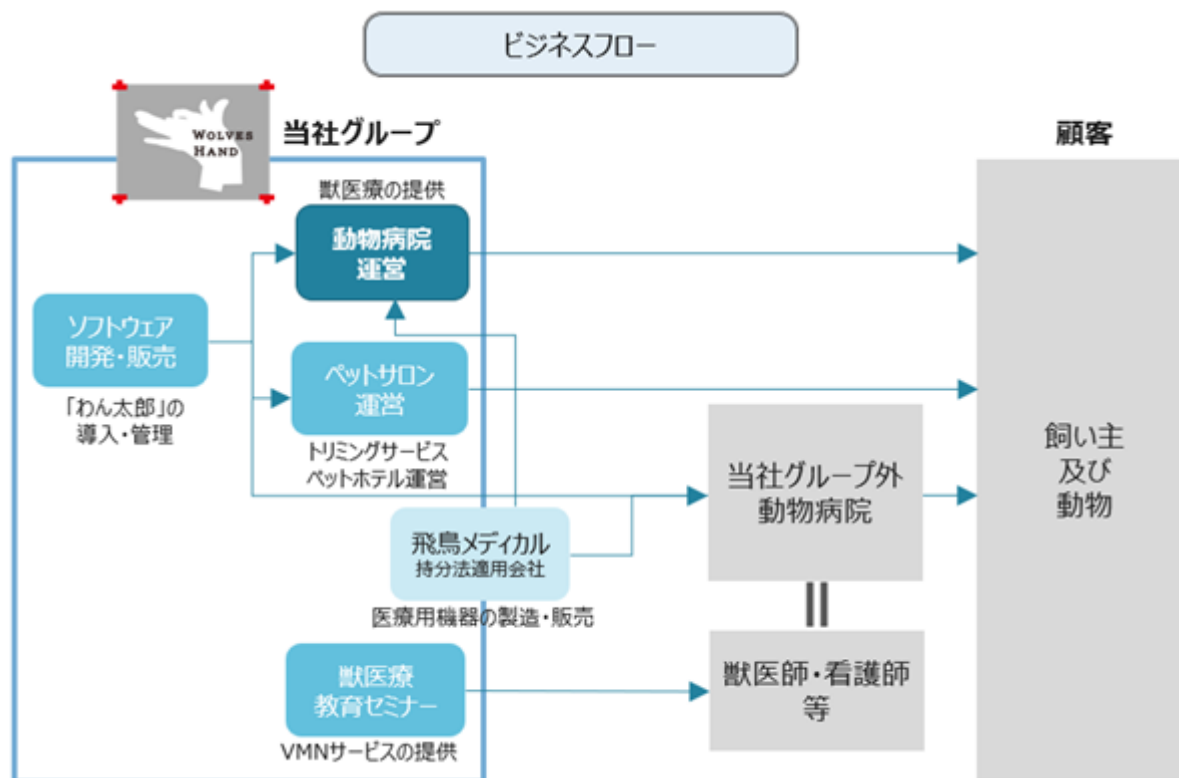 ビジネスフロー
WOLVES
HAND
当社グループ
顧客
獣医療の提供
動物病院
運営
ソフトウェア
開発・販売
「わん太郎」の
導入・管理
ペットサロン
運営
トリミングサービス
ペットホテル運営
当社グループ外
動物病院
飼い主
及び
動物
飛鳥メディカル
持分法適用会社
医療用機器の製造・販売
獣医療
教育セミナー
VMNサービスの提供
獣医師・看護師
等